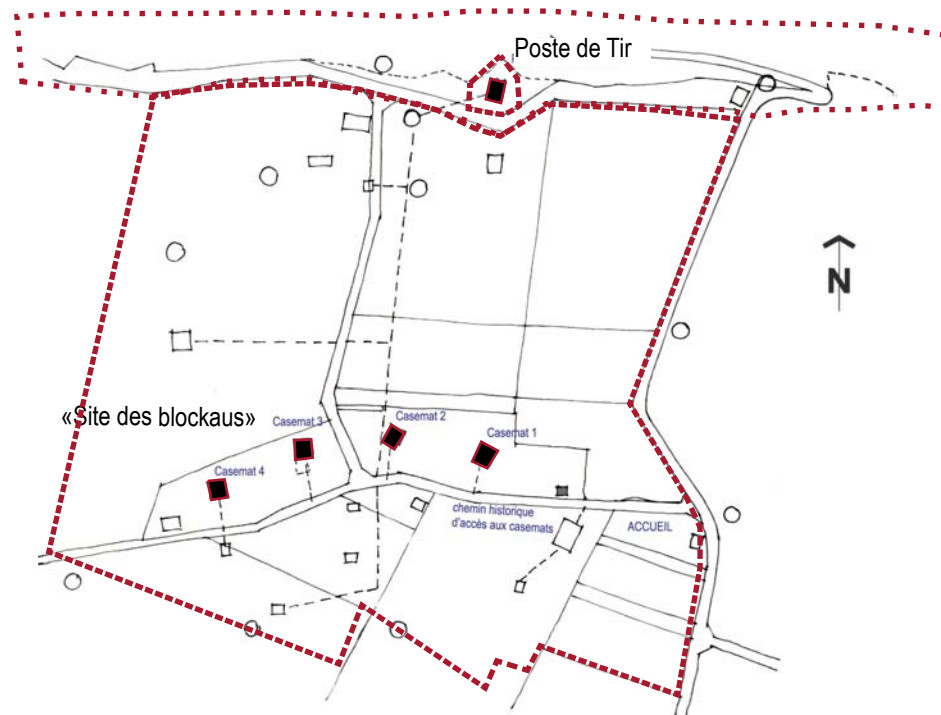 Poste de Tir
N
«Site des blockaus»
Casemat 3
Casemat 2
Casemat 1
Casemat 4
chemin historique
d'accès aux casemats
ACCUEIL